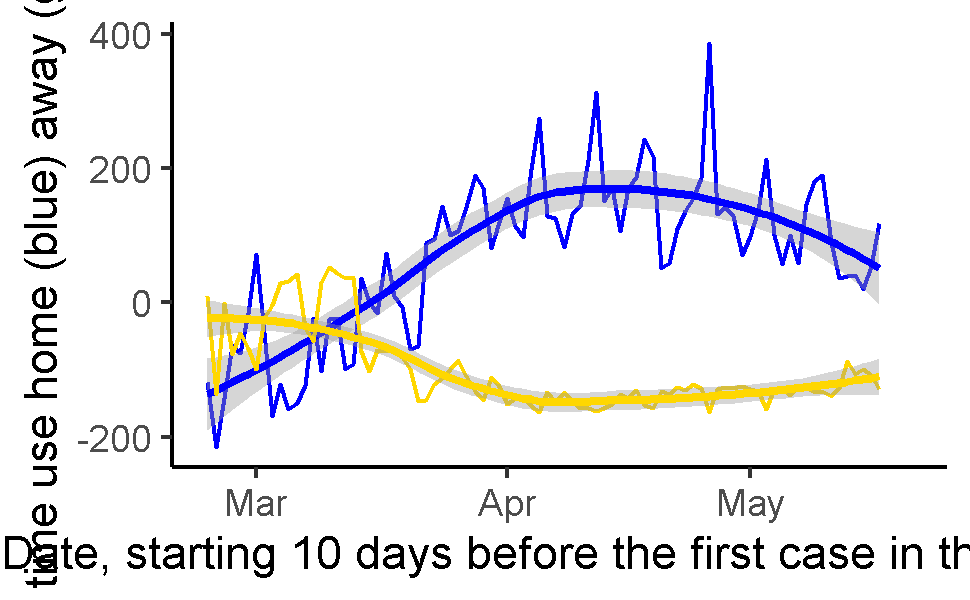 time use home (blue) away (
400
200
0
-200
Mar Apr May
Date, starting 10 days before the first case in th